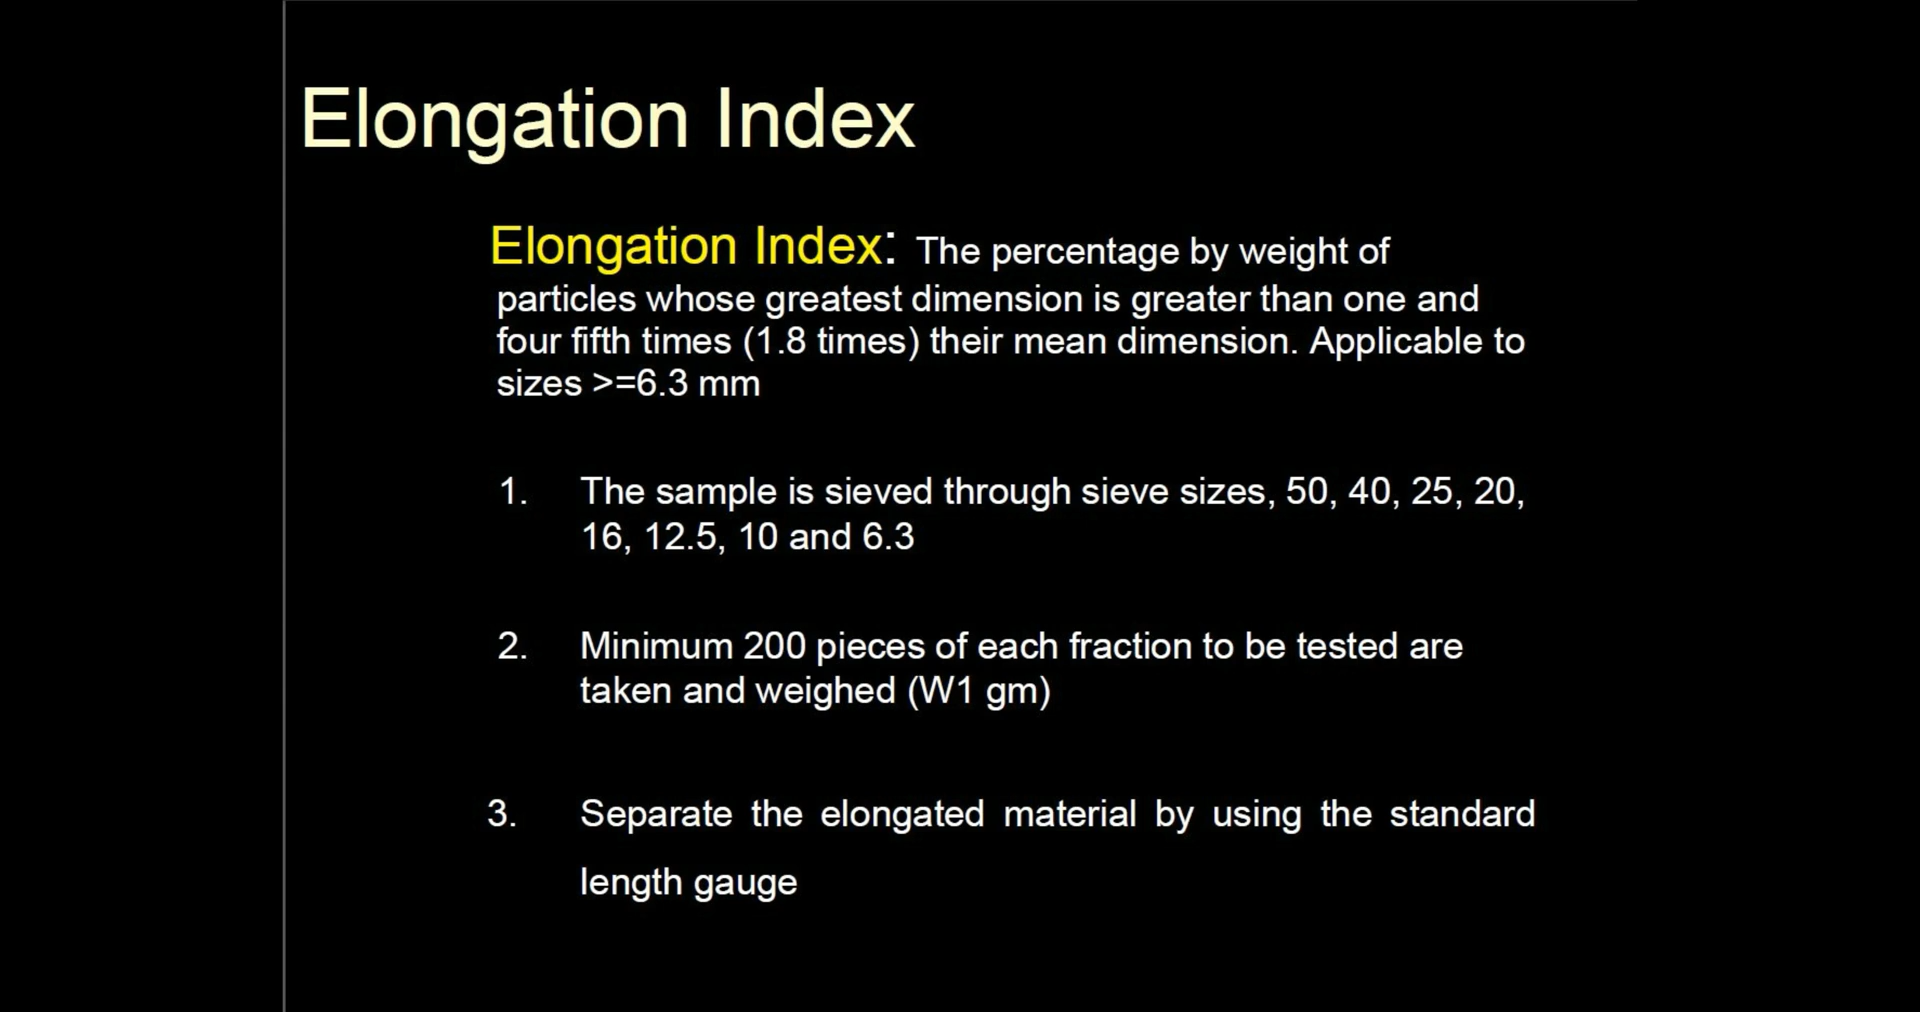 Elongation Index
Elongation Index: The percentage by weight of
particles whose greatest dimension is greater than one and
four fifth times (1.8 times) their mean dimension. Applicable to
sizes >=6.3 mm
1. The sample is sieved through sieve sizes, 50, 40, 25, 20,
16, 12.5, 10 and 6.3
2. Minimum 200 pieces of each fraction to be tested are
taken and weighed (W1 gm)
3. Separate the elongated material by using the standard
length gauge